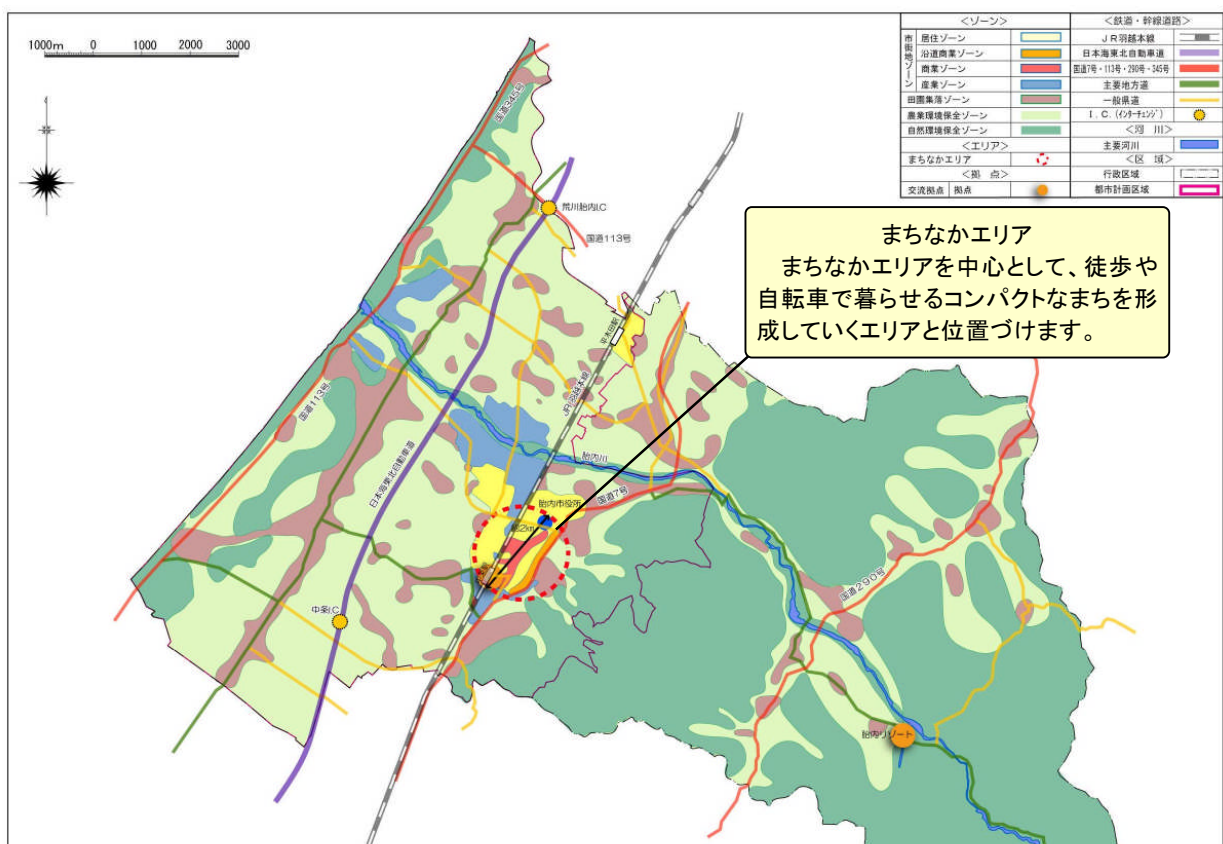 1000m 0 1000 2000 3000
＜ゾーン＞
市街地ゾーン
居住ゾーン
沿道商業ゾーン
商業ゾーン
産業ゾーン
田園集落ゾーン
農業環境保全ゾーン
自然環境保全ゾーン
＜エリア＞
まちなかエリア
＜拠　点＞
交流拠点　拠点
＜鉄道・幹線道路＞
ＪＲ羽越本線
日本海東北自動車道
国道7号・113号・290号・345号
主要地方道
一般県道
Ｉ．Ｃ．（インターチェンジ）
＜河　川＞
主要河川
＜区　域＞
行政区域
都市計画区域
まちなかエリア
まちなかエリアを中心として、徒歩や
自転車で暮らせるコンパクトなまちを形
成していくエリアと位置づけます。
国道345号
荒川胎内I.C
国道113号
平木田駅
JR羽越本線
国道113号
日本海東北自動車道
胎内川
国道7号
胎内市役所
約2km
国道290号
中条I.C
胎内リゾート